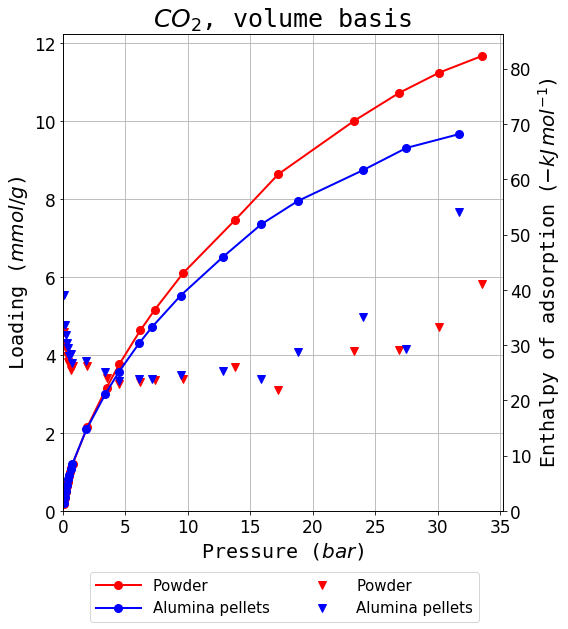 CO₂, volume basis
12
10
8
6
4
2
0
Loading (mmol/g)
80
70
60
50
40
30
20
10
0
Enthalpy of adsorption (−kJ mol⁻¹)
0 5 10 15 20 25 30 35
Pressure (bar)
Powder Powder
Alumina pellets Alumina pellets